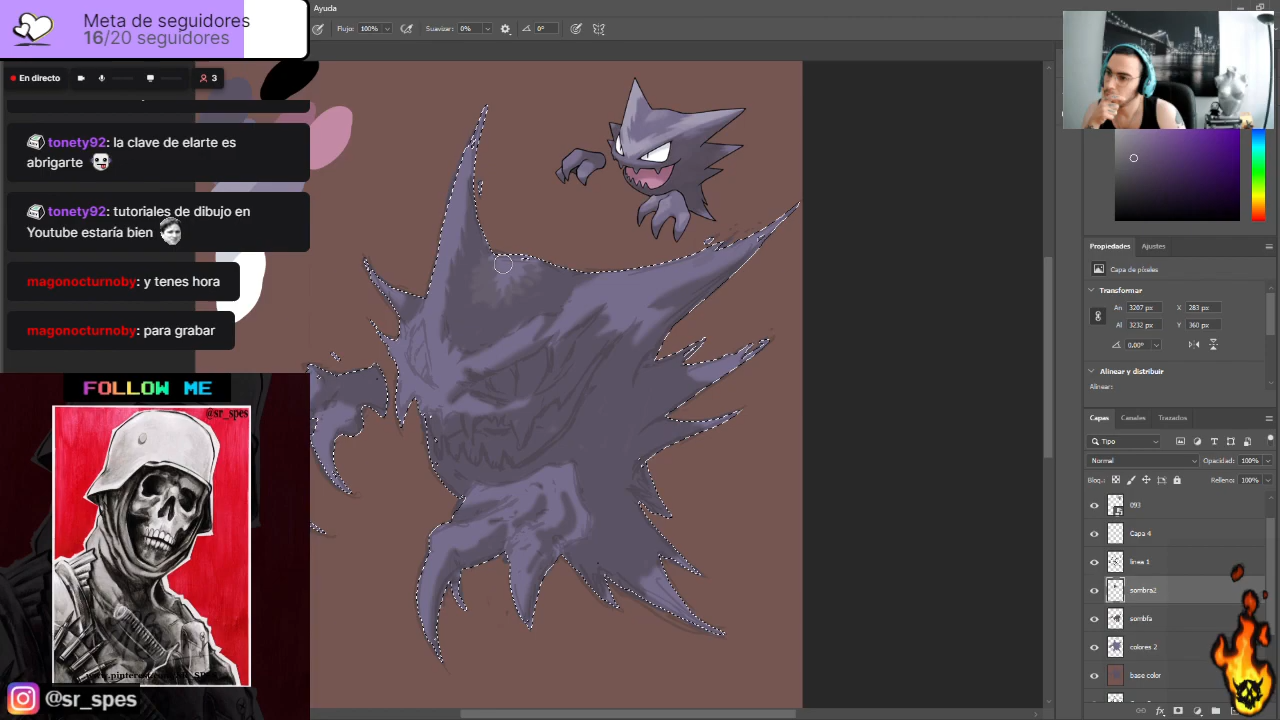 Meta de seguidores
16/20 seguidores
Ayuda
Flujo: 100%
Suavizar: 0%
0°
En directo
3
tonety92: la clave de elarte es
abrigarte
tonety92: tutoriales de dibujo en
Youtube estaría bien
magonocturnoby: y tenes hora
magonocturnoby: para grabar
FOLLOW ME
@sr_spes
@sr_spes
Propiedades
Ajustes
Capa de píxeles
Transformar
An 3207 px
X 283 px
Al 3232 px
Y 360 px
0,00°
Alinear y distribuir
Alinear:
Capas
Canales
Trazados
Tipo
Normal
Opacidad: 100%
Bloq.:
Relleno: 100%
093
Capa 4
linea 1
sombra2
sombfa
colores 2
base color
fx